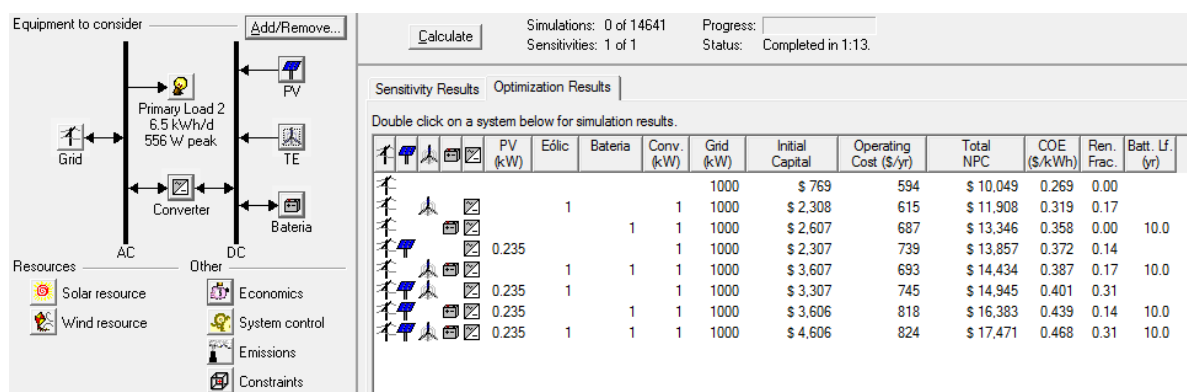 Equipment to consider Add/Remove...
PV
Primary Load 2
6.5 kWh/d
556 W peak
Grid
TE
Converter
Bateria
AC DC
Resources Other
Solar resource Economics
Wind resource System control
Emissions
Constraints
Calculate
Simulations: 0 of 14641 Progress:
Sensitivities: 1 of 1 Status: Completed in 1:13.
Sensitivity Results Optimization Results
Double click on a system below for simulation results.
PV (kW) Eólic Bateria Conv. (kW) Grid (kW) Initial Capital Operating Cost ($/yr) Total NPC COE ($/kWh) Ren. Frac. Batt. Lf. (yr)
1000 $ 769 594 $ 10,049 0.269 0.00
1 1 1000 $ 2,308 615 $ 11,908 0.319 0.17
1 1 1000 $ 2,607 687 $ 13,346 0.358 0.00 10.0
0.235 1 1000 $ 2,307 739 $ 13,857 0.372 0.14
1 1 1 1000 $ 3,607 693 $ 14,434 0.387 0.17 10.0
0.235 1 1 1000 $ 3,307 745 $ 14,945 0.401 0.31
0.235 1 1 1000 $ 3,606 818 $ 16,383 0.439 0.14 10.0
0.235 1 1 1 1000 $ 4,606 824 $ 17,471 0.468 0.31 10.0